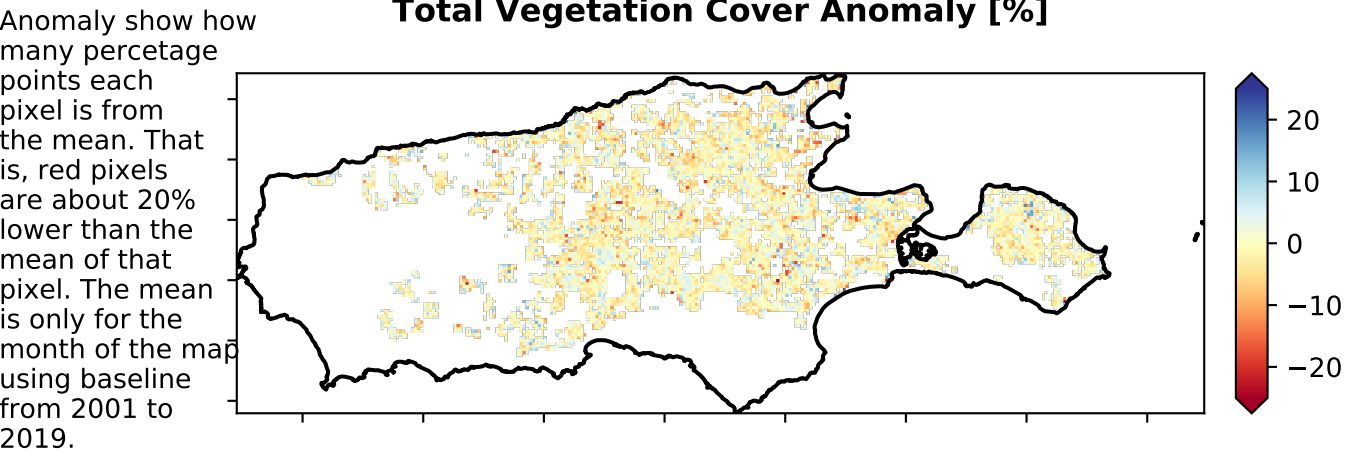 Total Vegetation Cover Anomaly [%]
Anomaly show how
many percetage
points each
pixel is from
the mean. That
is, red pixels
are about 20%
lower than the
mean of that
pixel. The mean
is only for the
month of the map
using baseline
from 2001 to
2019.
20
10
0
−10
−20